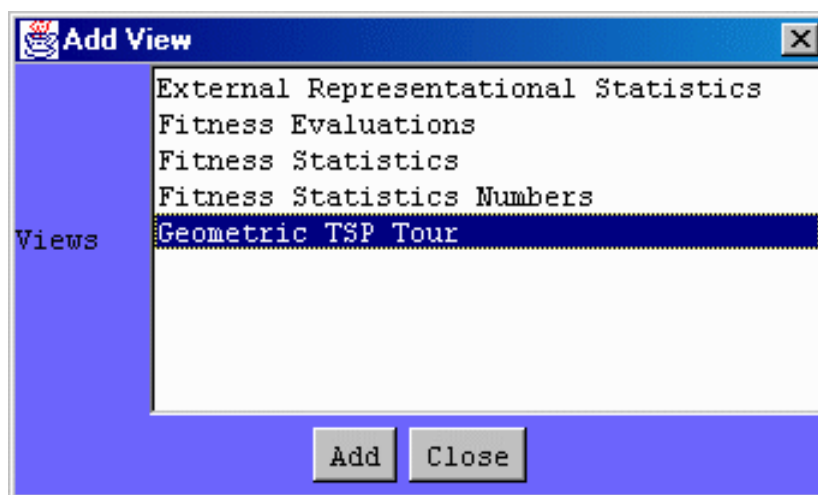 Add View
External Representational Statistics
Fitness Evaluations
Fitness Statistics
Fitness Statistics Numbers
Views
Geometric TSP Tour
Add
Close